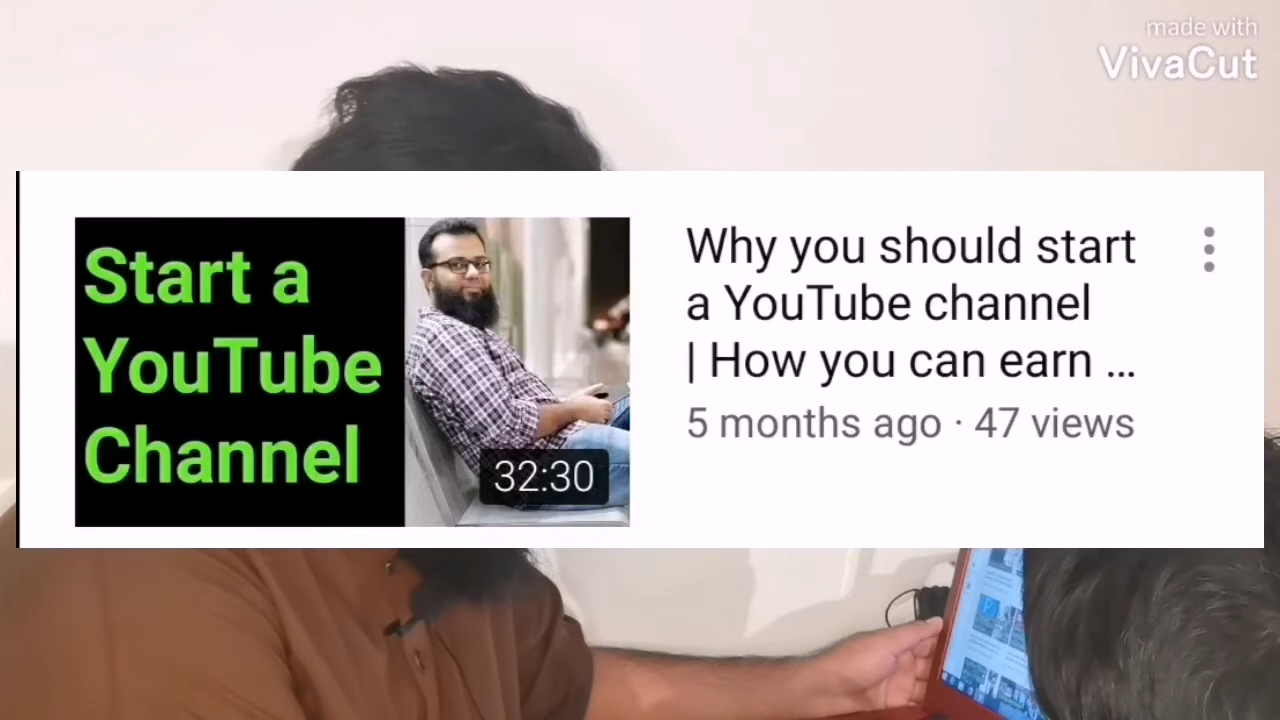 made with
VivaCut
Start a
YouTube
Channel
32:30
Why you should start
a YouTube channel
| How you can earn ...
5 months ago · 47 views